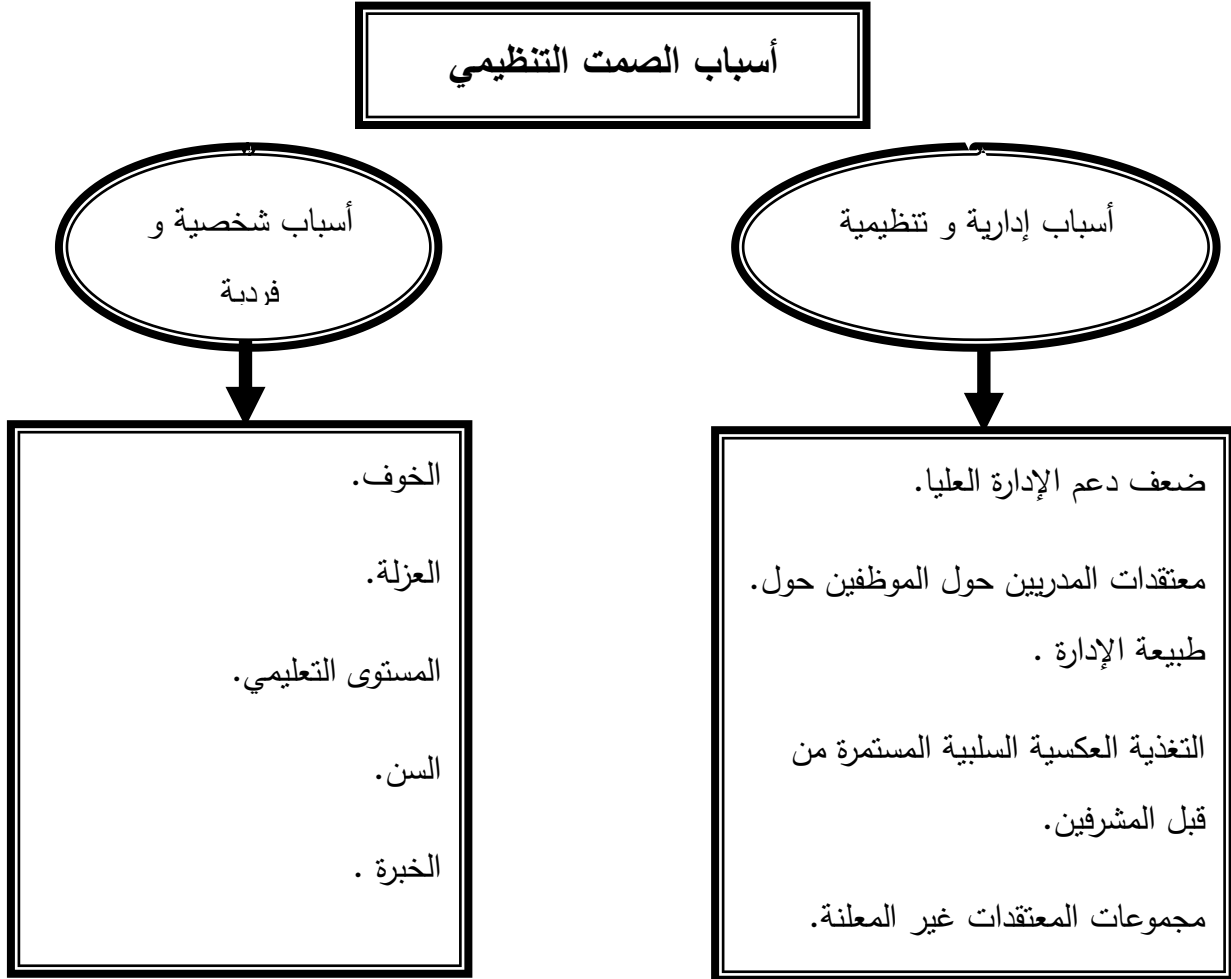 أسباب الصمت التنظيمي
أسباب إدارية و تنظيمية
أسباب شخصية و
فردية
ضعف دعم الإدارة العليا.
معتقدات المدريين حول الموظفين حول.
طبيعة الإدارة .
التغذية العكسية السلبية المستمرة من
قبل المشرفين.
مجموعات المعتقدات غير المعلنة.
الخوف.
العزلة.
المستوى التعليمي.
السن.
الخبرة .